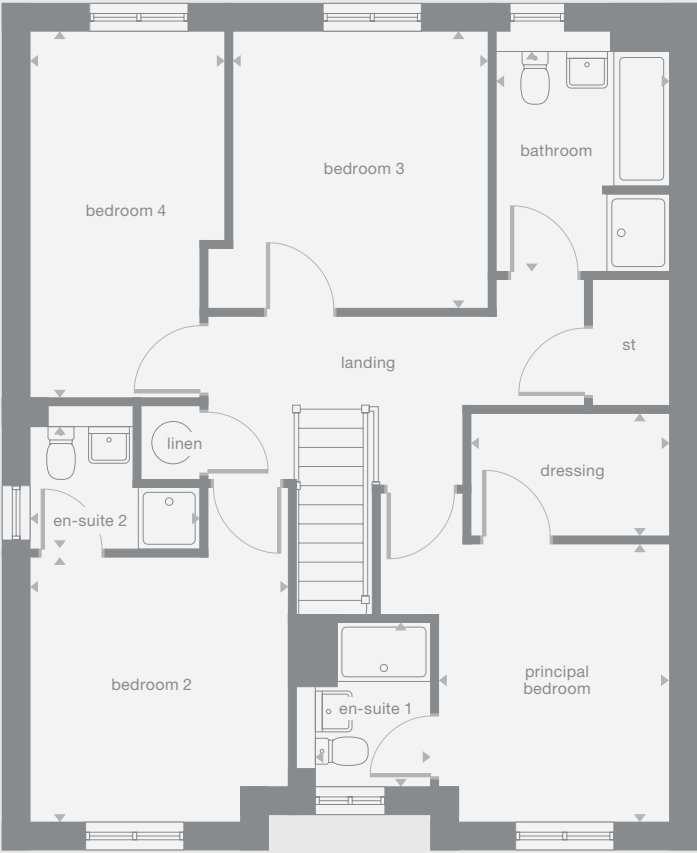 bathroom
bedroom 3
bedroom 4
st
landing
linen
dressing
en-suite 2
bedroom 2
principal
bedroom
en-suite 1